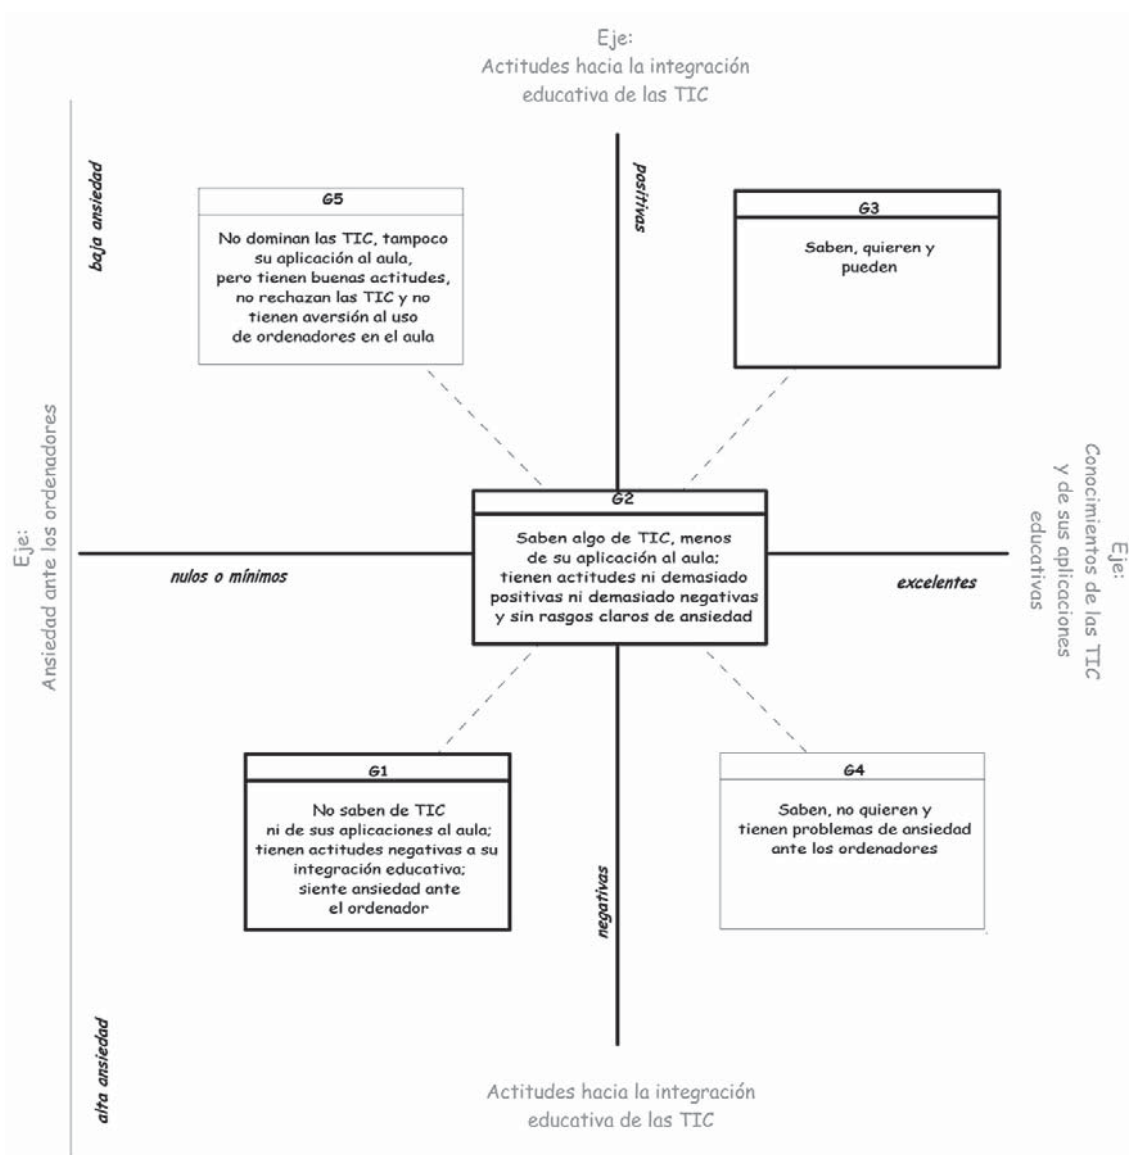 Eje:
Actitudes hacia la integración
educativa de las TIC
baja ansiedad
positivas
G5
No dominan las TIC, tampoco
su aplicación al aula,
pero tienen buenas actitudes,
no rechazan las TIC y no
tienen aversión al uso
de ordenadores en el aula
G3
Saben, quieren y
pueden
Eje:
Ansiedad ante los ordenadores
nulos o mínimos
G2
Saben algo de TIC, menos
de su aplicación al aula;
tienen actitudes ni demasiado
positivas ni demasiado negativas
y sin rasgos claros de ansiedad
excelentes
Eje:
Conocimientos de las TIC
y de sus aplicaciones
educativas
G1
No saben de TIC
ni de sus aplicaciones al aula;
tienen actitudes negativas a su
integración educativa;
siente ansiedad ante
el ordenador
G4
Saben, no quieren y
tienen problemas de ansiedad
ante los ordenadores
negativas
alta ansiedad
Actitudes hacia la integración
educativa de las TIC